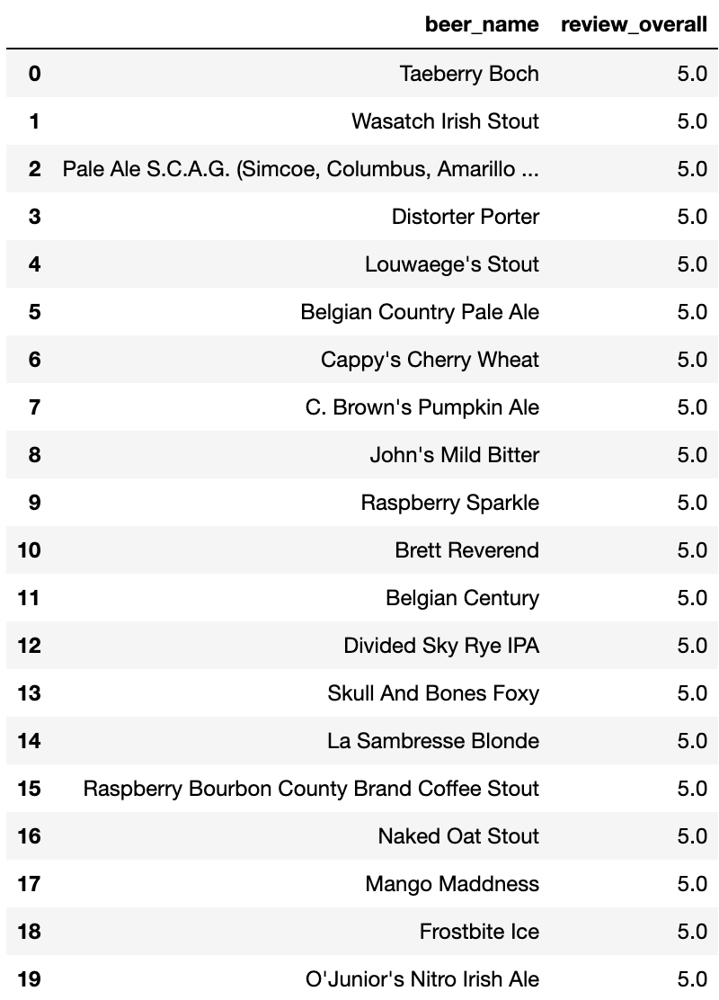 beer_name review_overall
0 Taeberry Boch 5.0
1 Wasatch Irish Stout 5.0
2 Pale Ale S.C.A.G. (Simcoe, Columbus, Amarillo ... 5.0
3 Distorter Porter 5.0
4 Louwaege's Stout 5.0
5 Belgian Country Pale Ale 5.0
6 Cappy's Cherry Wheat 5.0
7 C. Brown's Pumpkin Ale 5.0
8 John's Mild Bitter 5.0
9 Raspberry Sparkle 5.0
10 Brett Reverend 5.0
11 Belgian Century 5.0
12 Divided Sky Rye IPA 5.0
13 Skull And Bones Foxy 5.0
14 La Sambresse Blonde 5.0
15 Raspberry Bourbon County Brand Coffee Stout 5.0
16 Naked Oat Stout 5.0
17 Mango Maddness 5.0
18 Frostbite Ice 5.0
19 O'Junior's Nitro Irish Ale 5.0